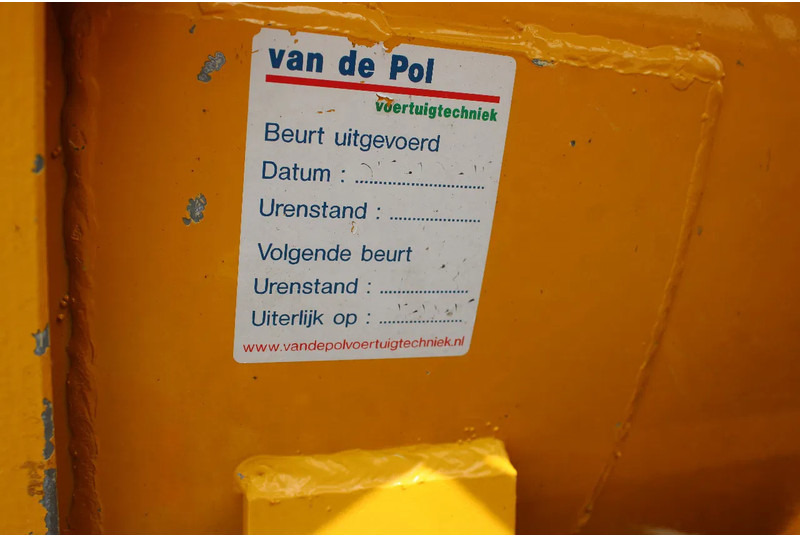 van de Pol
voertuigtechniek
Beurt uitgevoerd
Datum : ........................
Urenstand : .................
Volgende beurt
Urenstand : .................
Uiterlijk op : ................
www.vandepolvoertuigtechniek.nl